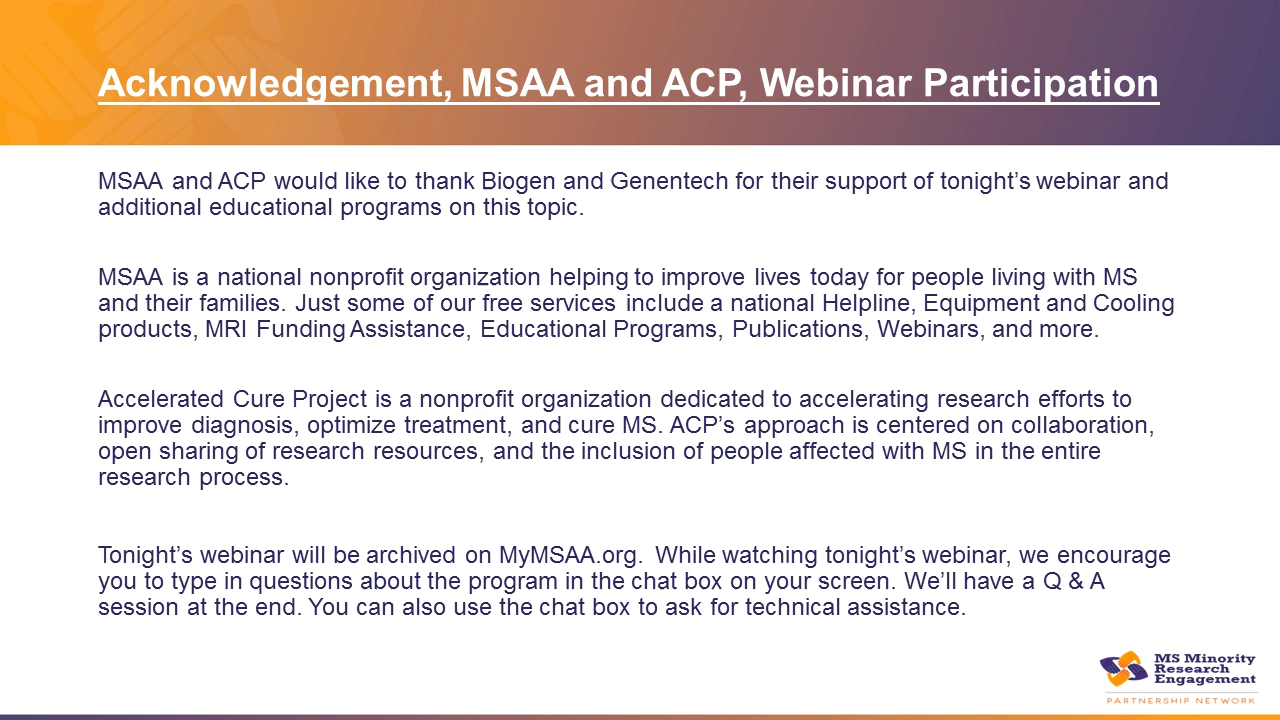 Acknowledgement, MSAA and ACP, Webinar Participation
MSAA and ACP would like to thank Biogen and Genentech for their support of tonight’s webinar and
additional educational programs on this topic.
MSAA is a national nonprofit organization helping to improve lives today for people living with MS
and their families. Just some of our free services include a national Helpline, Equipment and Cooling
products, MRI Funding Assistance, Educational Programs, Publications, Webinars, and more.
Accelerated Cure Project is a nonprofit organization dedicated to accelerating research efforts to
improve diagnosis, optimize treatment, and cure MS. ACP’s approach is centered on collaboration,
open sharing of research resources, and the inclusion of people affected with MS in the entire
research process.
Tonight’s webinar will be archived on MyMSAA.org. While watching tonight’s webinar, we encourage
you to type in questions about the program in the chat box on your screen. We’ll have a Q & A
session at the end. You can also use the chat box to ask for technical assistance.
MS Minority
Research
Engagement
PARTNERSHIP NETWORK